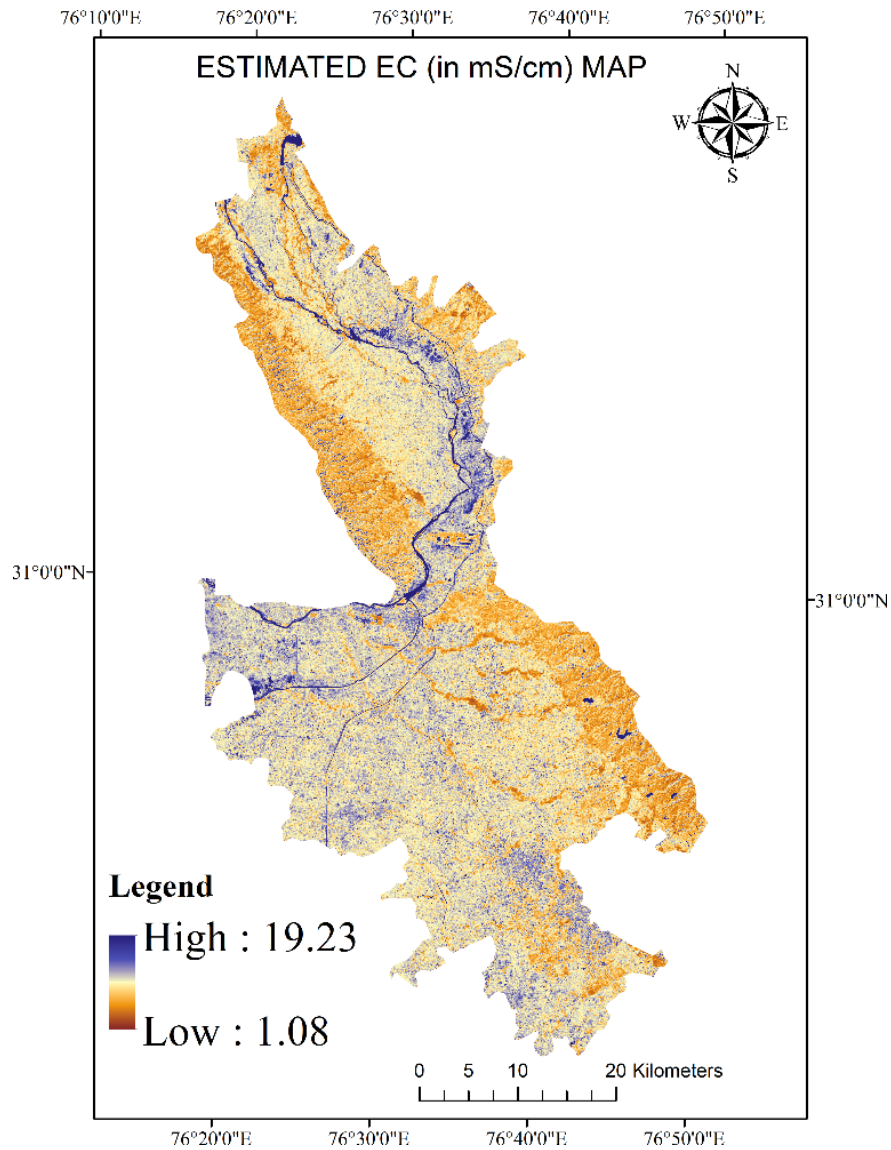 76°10'0"E 76°20'0"E 76°30'0"E 76°40'0"E 76°50'0"E
ESTIMATED EC (in mS/cm) MAP
N
W E
S
31°0'0"N
31°0'0"N
Legend
High : 19.23
Low : 1.08
0 5 10 20 Kilometers
76°20'0"E 76°30'0"E 76°40'0"E 76°50'0"E